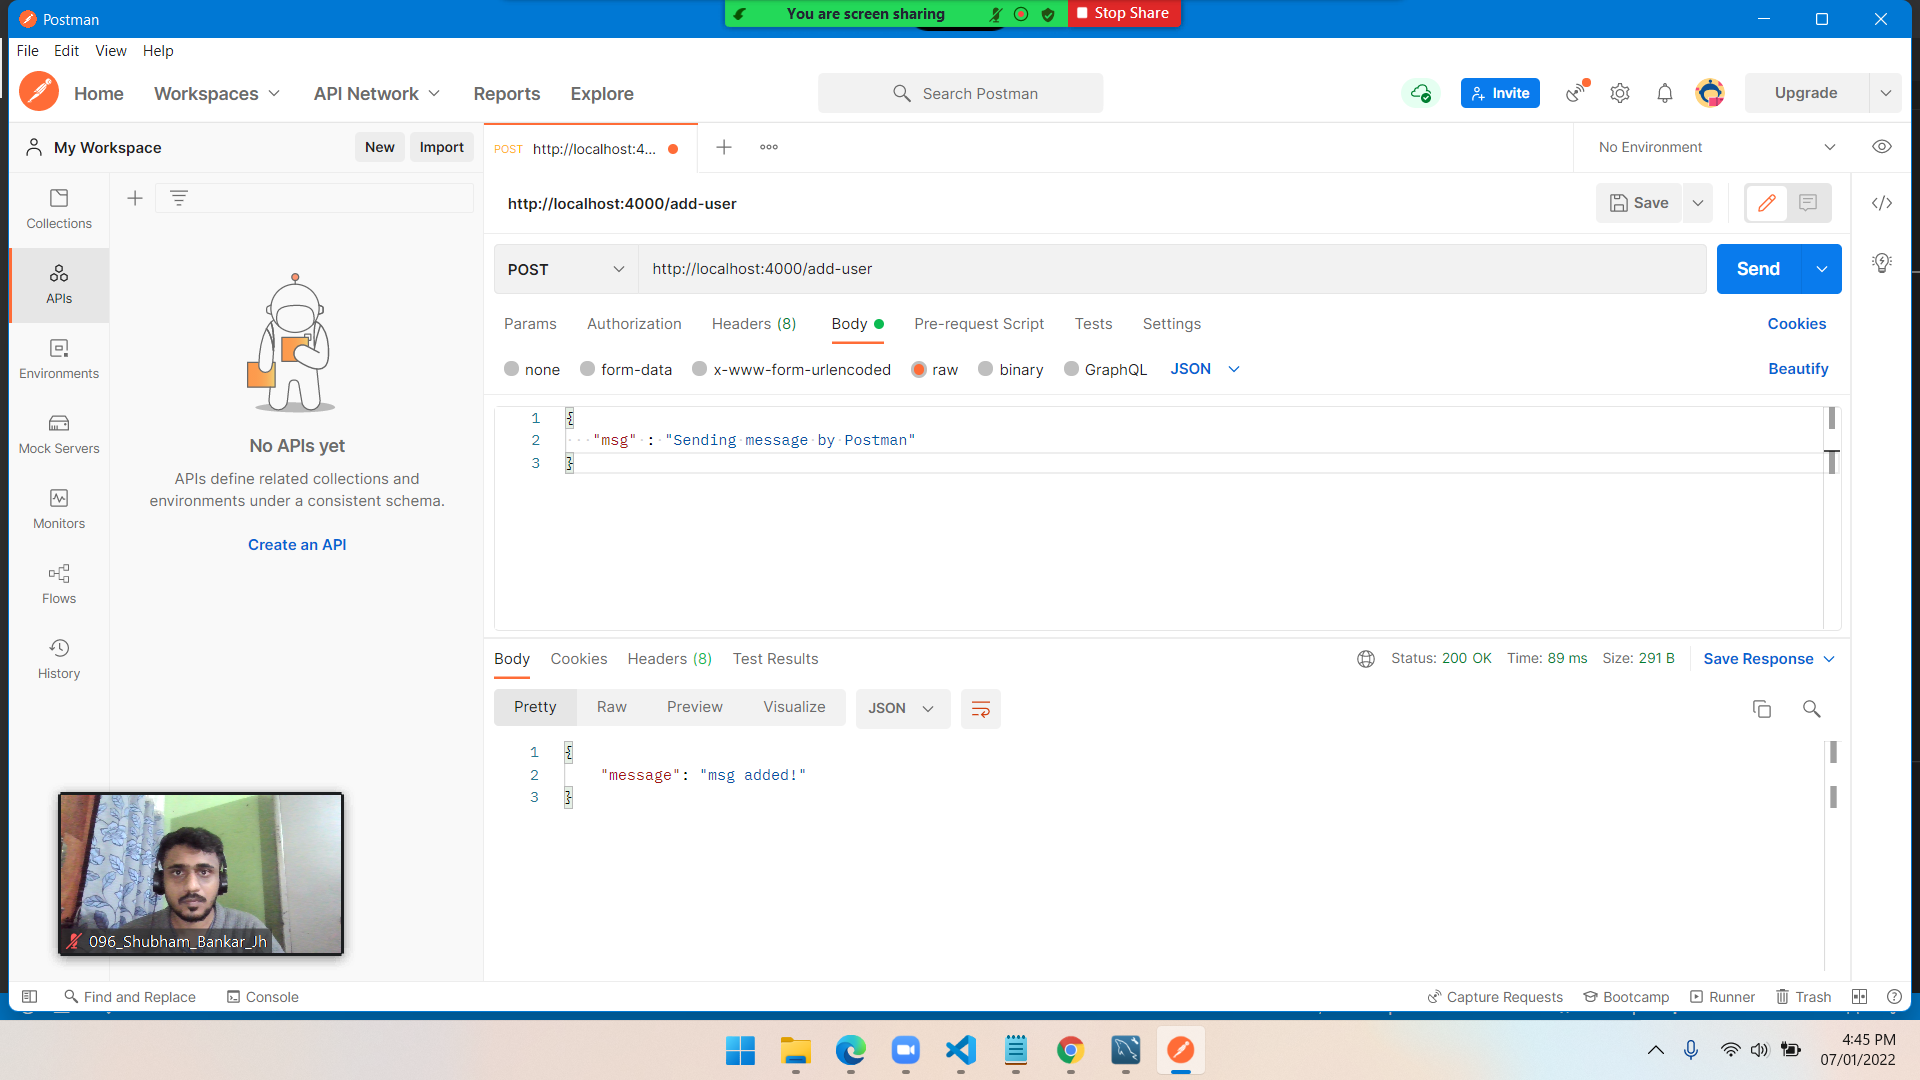 Postman
You are screen sharing
Stop Share
File Edit View Help
Home Workspaces API Network Reports Explore
Search Postman
Invite
Upgrade
My Workspace
New Import
POST http://localhost:4...
No Environment
http://localhost:4000/add-user
Save
POST http://localhost:4000/add-user
Send
Params Authorization Headers (8) Body Pre-request Script Tests Settings
Cookies
none form-data x-www-form-urlencoded raw binary GraphQL JSON
Beautify
1 {
2 "msg" : "Sending message by Postman"
3 }
Collections
APIs
Environments
Mock Servers
Monitors
Flows
History
No APIs yet
APIs define related collections and
environments under a consistent schema.
Create an API
Body Cookies Headers (8) Test Results
Status: 200 OK Time: 89 ms Size: 291 B Save Response
Pretty Raw Preview Visualize JSON
1 {
2 "message": "msg added!"
3 }
096_Shubham_Bankar_Jh
Find and Replace Console
Capture Requests Bootcamp Runner Trash
4:45 PM
07/01/2022